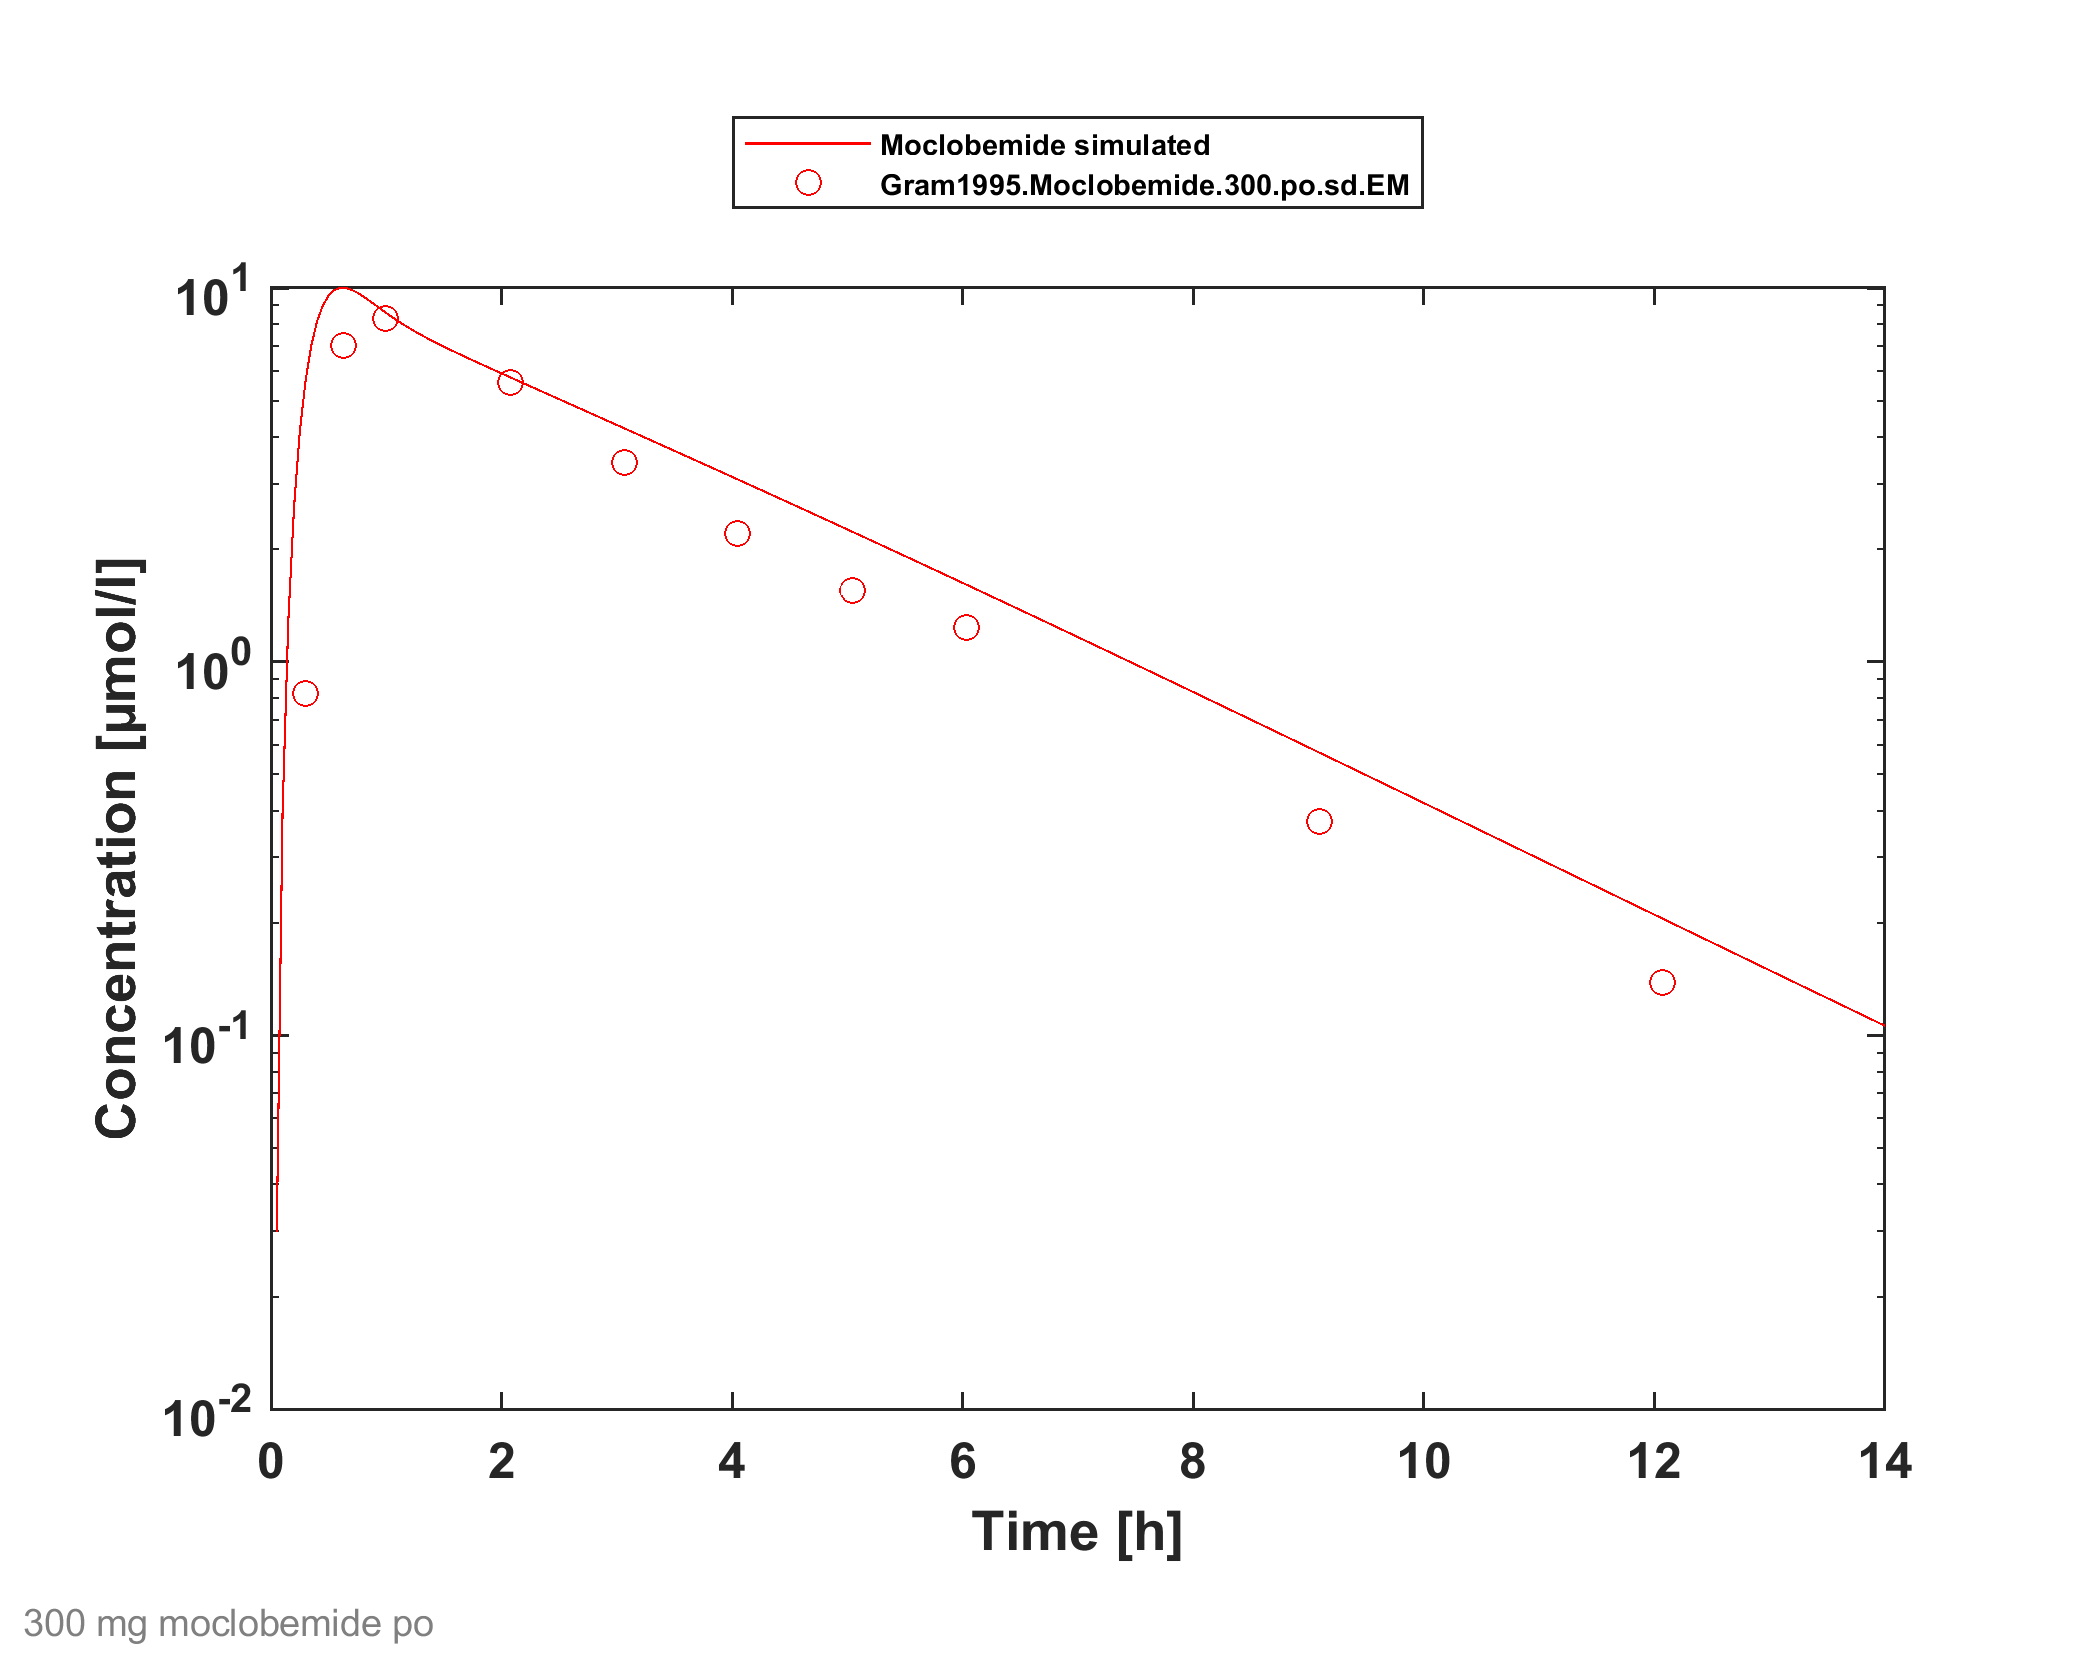 Moclobemide simulated
Gram1995.Moclobemide.300.po.sd.EM
10^1
10^0
10^-1
10^-2
Concentration [µmol/l]
0 2 4 6 8 10 12 14
Time [h]
300 mg moclobemide po